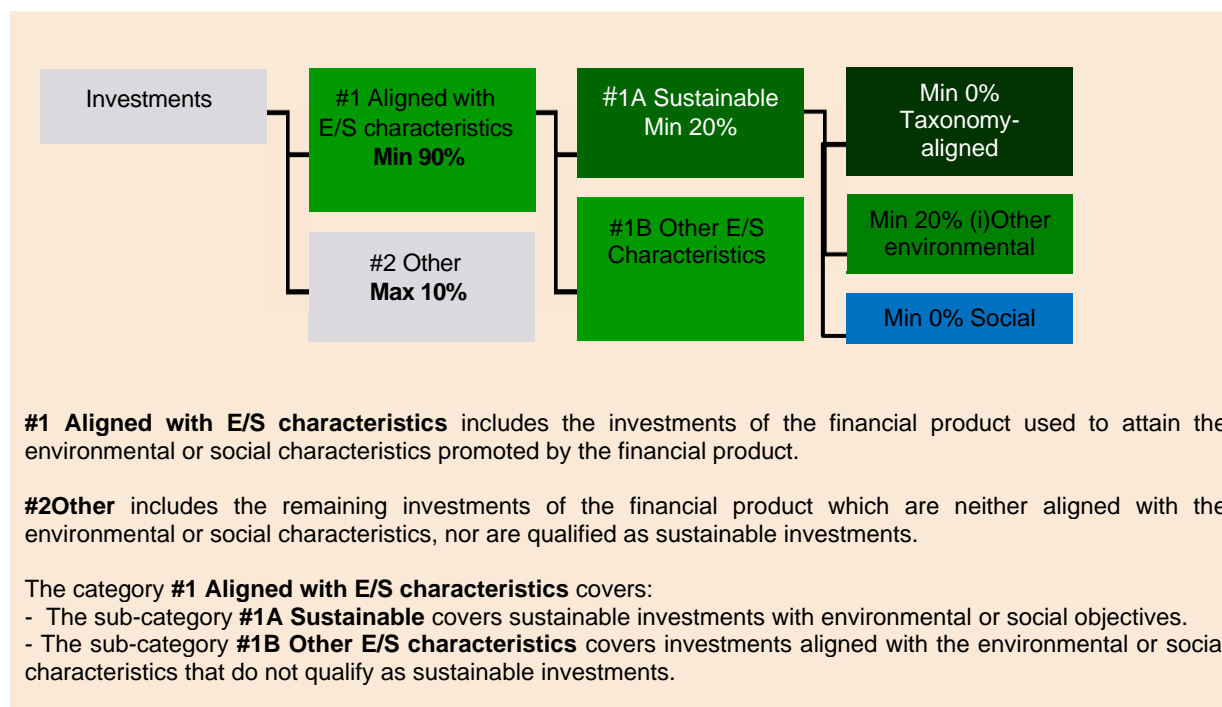 Investments
#1 Aligned with
E/S characteristics
Min 90%
#2 Other
Max 10%
#1A Sustainable
Min 20%
#1B Other E/S
Characteristics
Min 0%
Taxonomy-
aligned
Min 20% (i)Other
environmental
Min 0% Social
#1 Aligned with E/S characteristics includes the investments of the financial product used to attain the
environmental or social characteristics promoted by the financial product.
#2Other includes the remaining investments of the financial product which are neither aligned with the
environmental or social characteristics, nor are qualified as sustainable investments.
The category #1 Aligned with E/S characteristics covers:
- The sub-category #1A Sustainable covers sustainable investments with environmental or social objectives.
- The sub-category #1B Other E/S characteristics covers investments aligned with the environmental or social
characteristics that do not qualify as sustainable investments.